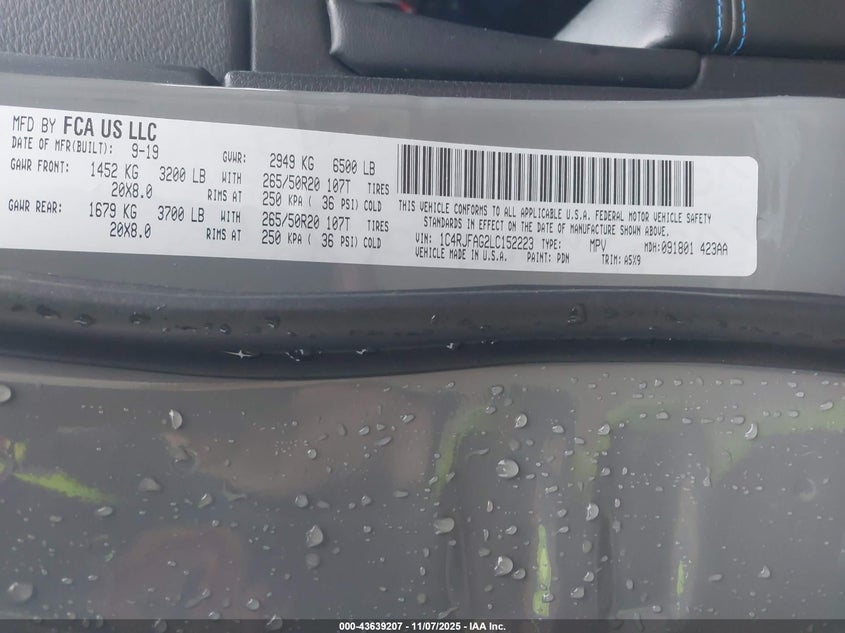 MFD BY FCA US LLC
DATE OF MFR(BUILT): 9-19 GVWR: 2949 KG 6500 LB
GAWR FRONT: 1452 KG 3200 LB WITH 265/50R20 107T TIRES
20X8.0 RIMS AT 250 KPA ( 36 PSI) COLD
GAWR REAR: 1679 KG 3700 LB WITH 265/50R20 107T TIRES
20X8.0 RIMS AT 250 KPA ( 36 PSI) COLD
THIS VEHICLE CONFORMS TO ALL APPLICABLE U.S.A. FEDERAL MOTOR VEHICLE SAFETY
STANDARDS IN EFFECT ON THE DATE OF MANUFACTURE SHOWN ABOVE.
VIN: 1C4RJFAG2LC152223 TYPE: MPV MDH: 091801 423AA
VEHICLE MADE IN U.S.A. PAINT: PDN TRIM: A5X9
000-43639207 - 11/07/2025 - IAA Inc.